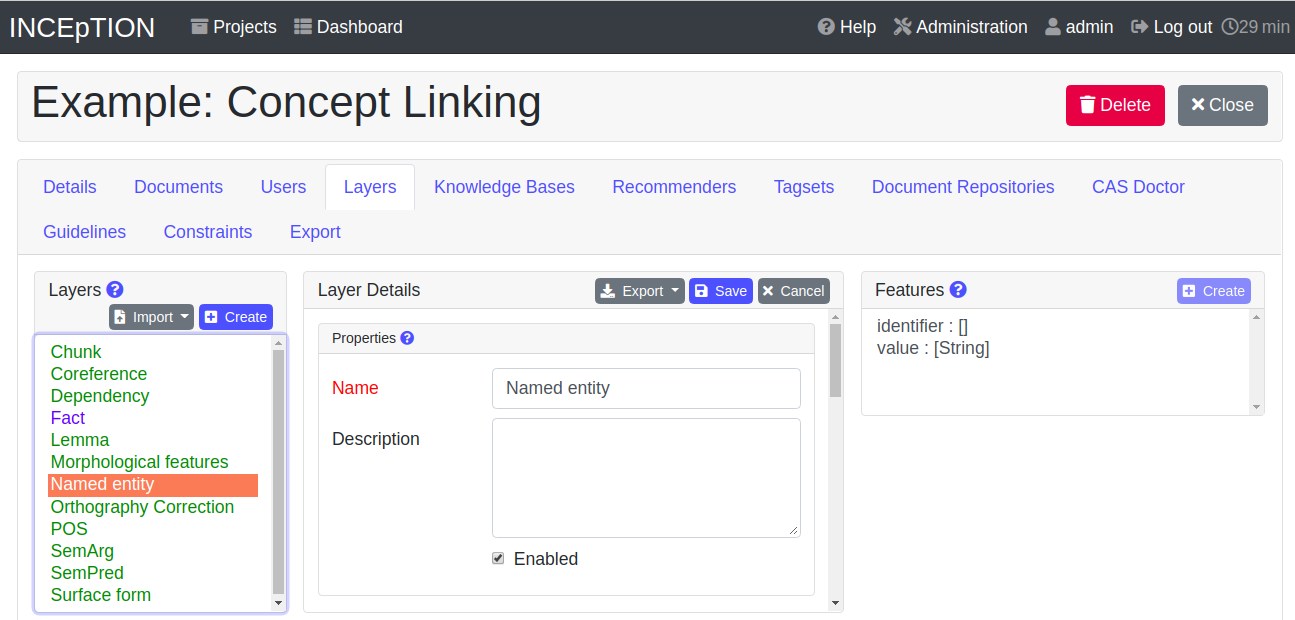 INCEpTION Projects Dashboard Help Administration admin Log out 29 min
Example: Concept Linking Delete Close
Details Documents Users Layers Knowledge Bases Recommenders Tagsets Document Repositories CAS Doctor
Guidelines Constraints Export
Layers
Import Create
Chunk
Coreference
Dependency
Fact
Lemma
Morphological features
Named entity
Orthography Correction
POS
SemArg
SemPred
Surface form
Layer Details Export Save Cancel
Properties
Name Named entity
Description
Enabled
Features Create
identifier : []
value : [String]